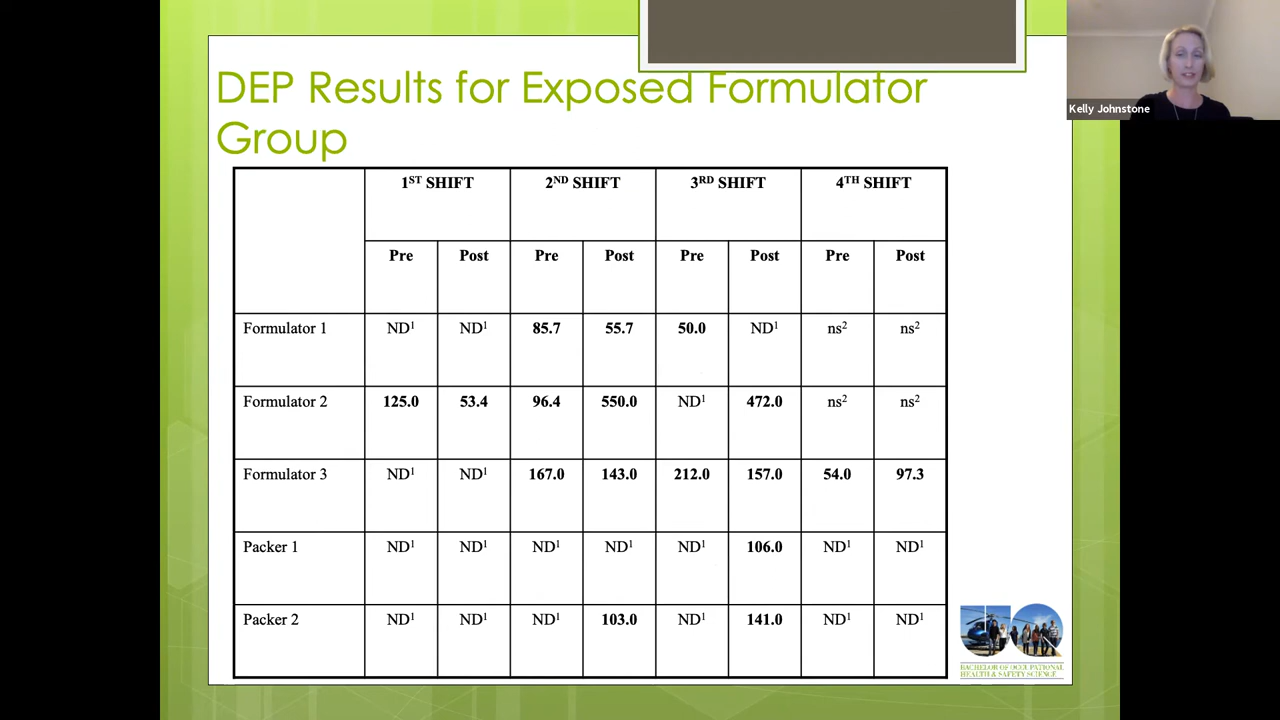 DEP Results for Exposed Formulator
Group
Kelly Johnstone
1ST SHIFT 2ND SHIFT 3RD SHIFT 4TH SHIFT
Pre Post Pre Post Pre Post Pre Post
Formulator 1 ND1 ND1 85.7 55.7 50.0 ND1 ns2 ns2
Formulator 2 125.0 53.4 96.4 550.0 ND1 472.0 ns2 ns2
Formulator 3 ND1 ND1 167.0 143.0 212.0 157.0 54.0 97.3
Packer 1 ND1 ND1 ND1 ND1 ND1 106.0 ND1 ND1
Packer 2 ND1 ND1 ND1 103.0 ND1 141.0 ND1 ND1
UQ
BACHELOR OF OCCUPATIONAL
HEALTH & SAFETY SCIENCE